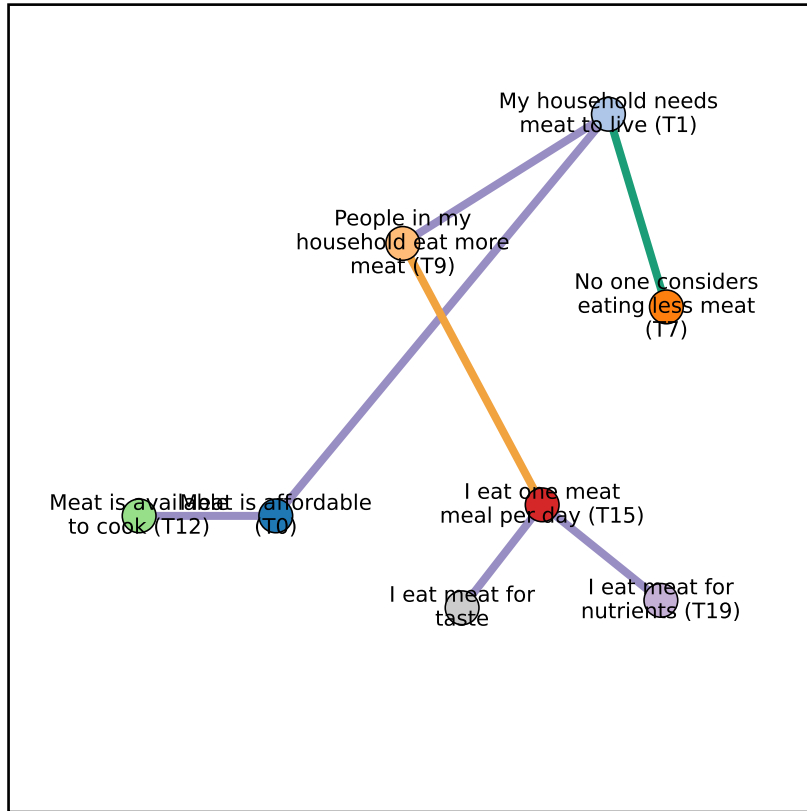 My household needs
meat to live (T1)
People in my
household eat more
meat (T9)
No one considers
eating less meat
(T7)
Meat is available
to cook (T12)
Meat is affordable
(T0)
I eat one meat
meal per day (T15)
I eat meat for
taste
I eat meat for
nutrients (T19)